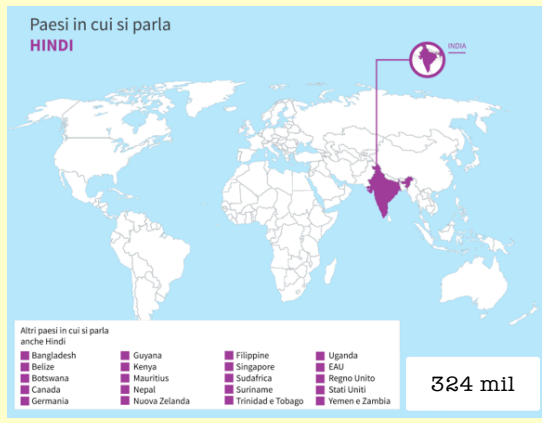 Paesi in cui si parla
HINDI
INDIA
Altri paesi in cui si parla
anche Hindi
Bangladesh
Belize
Botswana
Canada
Germania
Guyana
Kenya
Mauritius
Nepal
Nuova Zelanda
Filippine
Singapore
Sudafrica
Suriname
Trinidad e Tobago
Uganda
EAU
Regno Unito
Stati Uniti
Yemen e Zambia
324 mil